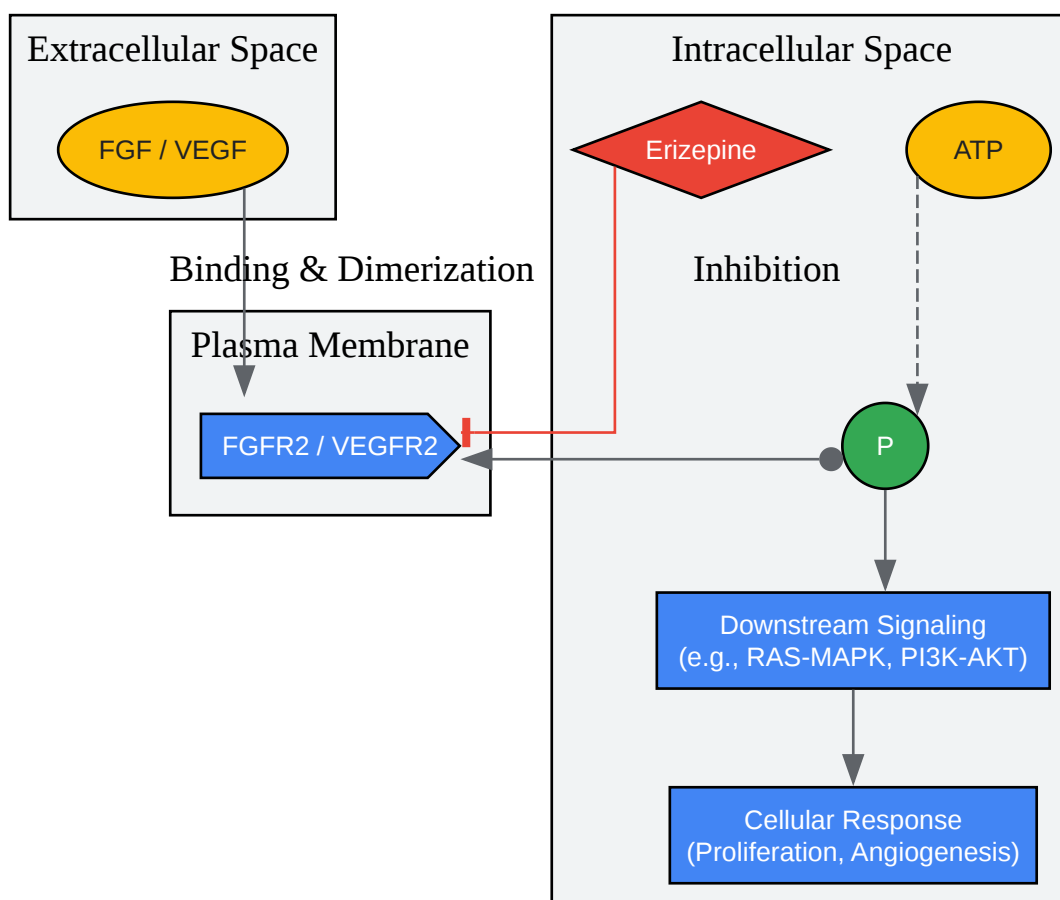 Extracellular Space
Intracellular Space
FGF / VEGF
Erizepine
ATP
Binding & Dimerization
Inhibition
Plasma Membrane
FGFR2 / VEGFR2
P
Downstream Signaling
(e.g., RAS-MAPK, PI3K-AKT)
Cellular Response
(Proliferation, Angiogenesis)